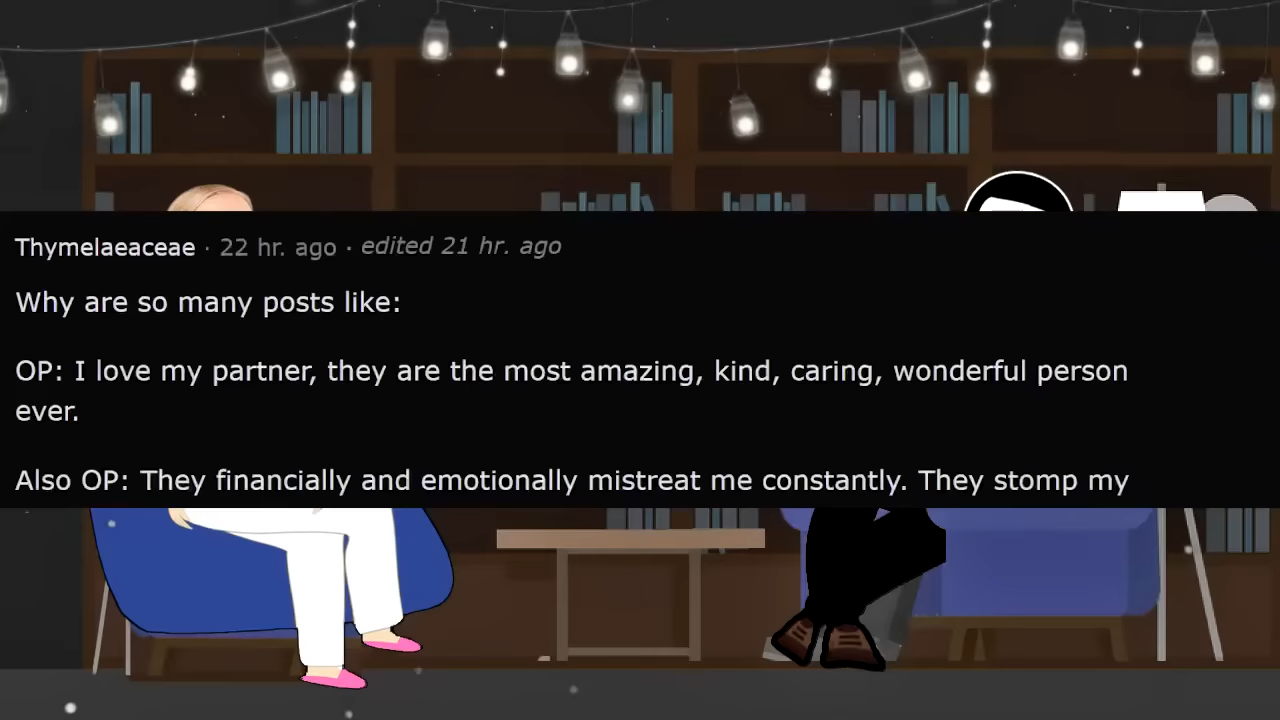 Thymelaeaceae · 22 hr. ago · edited 21 hr. ago
Why are so many posts like:
OP: I love my partner, they are the most amazing, kind, caring, wonderful person
ever.
Also OP: They financially and emotionally mistreat me constantly. They stomp my